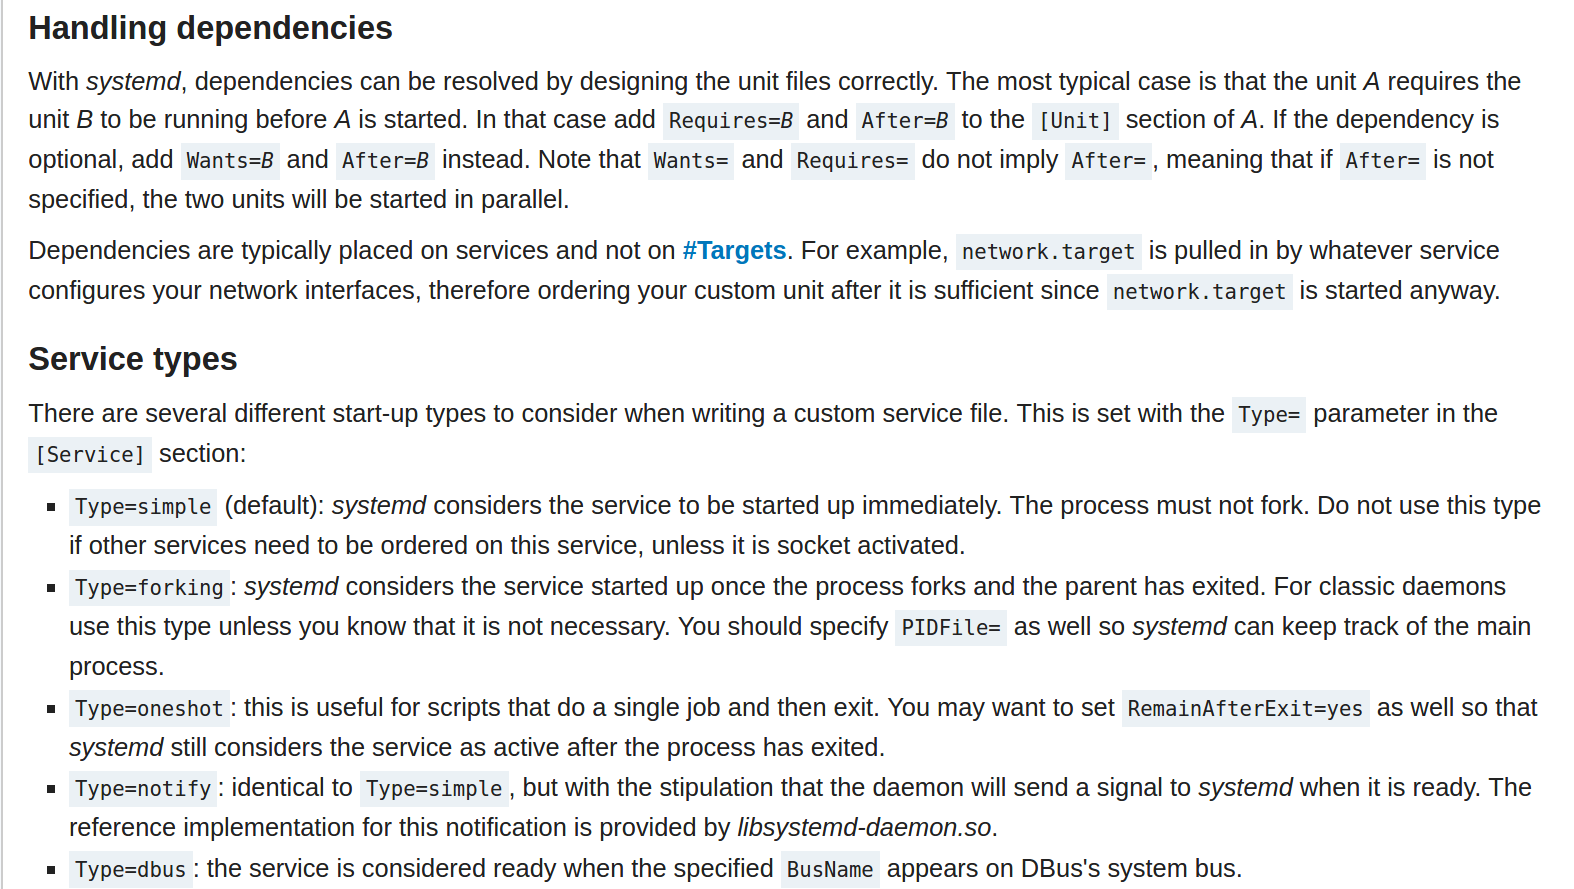 Handling dependencies
With systemd, dependencies can be resolved by designing the unit files correctly. The most typical case is that the unit A requires the
unit B to be running before A is started. In that case add Requires=B and After=B to the [Unit] section of A. If the dependency is
optional, add Wants=B and After=B instead. Note that Wants= and Requires= do not imply After=, meaning that if After= is not
specified, the two units will be started in parallel.
Dependencies are typically placed on services and not on #Targets. For example, network.target is pulled in by whatever service
configures your network interfaces, therefore ordering your custom unit after it is sufficient since network.target is started anyway.
Service types
There are several different start-up types to consider when writing a custom service file. This is set with the Type= parameter in the
[Service] section:
Type=simple (default): systemd considers the service to be started up immediately. The process must not fork. Do not use this type
if other services need to be ordered on this service, unless it is socket activated.
Type=forking: systemd considers the service started up once the process forks and the parent has exited. For classic daemons
use this type unless you know that it is not necessary. You should specify PIDFile= as well so systemd can keep track of the main
process.
Type=oneshot: this is useful for scripts that do a single job and then exit. You may want to set RemainAfterExit=yes as well so that
systemd still considers the service as active after the process has exited.
Type=notify: identical to Type=simple, but with the stipulation that the daemon will send a signal to systemd when it is ready. The
reference implementation for this notification is provided by libsystemd-daemon.so.
Type=dbus: the service is considered ready when the specified BusName appears on DBus's system bus.